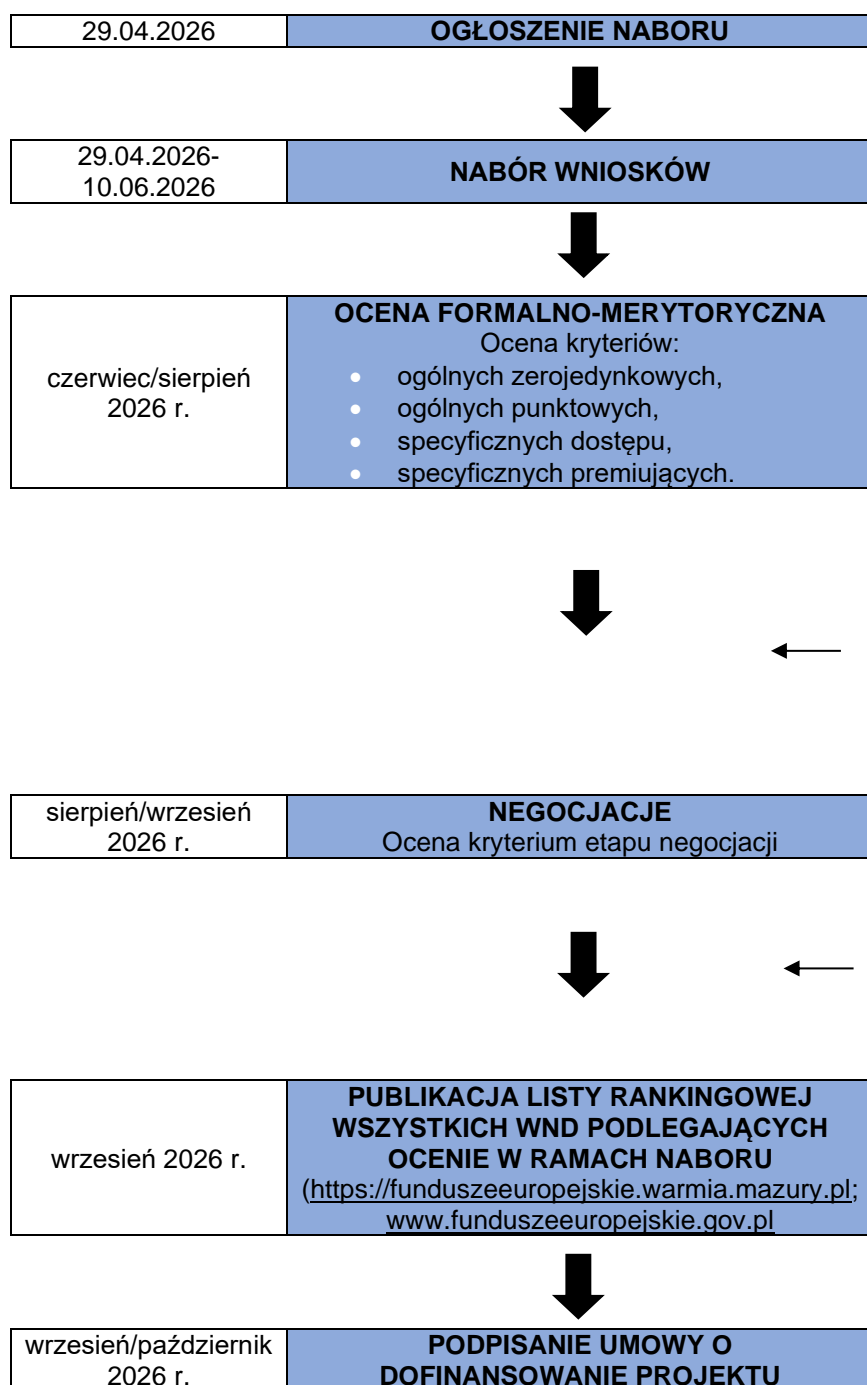 29.04.2026
OGŁOSZENIE NABORU
29.04.2026-
10.06.2026
NABÓR WNIOSKÓW
czerwiec/sierpień
2026 r.
OCENA FORMALNO-MERYTORYCZNA
Ocena kryteriów:
• ogólnych zerojedynkowych,
• ogólnych punktowych,
• specyficznych dostępu,
• specyficznych premiujących.
sierpień/wrzesień
2026 r.
NEGOCJACJE
Ocena kryterium etapu negocjacji
wrzesień 2026 r.
PUBLIKACJA LISTY RANKINGOWEJ
WSZYSTKICH WND PODLEGAJĄCYCH
OCENIE W RAMACH NABORU
(https://funduszeeuropejskie.warmia.mazury.pl;
www.funduszeeuropejskie.gov.pl
wrzesień/październik
2026 r.
PODPISANIE UMOWY O
DOFINANSOWANIE PROJEKTU